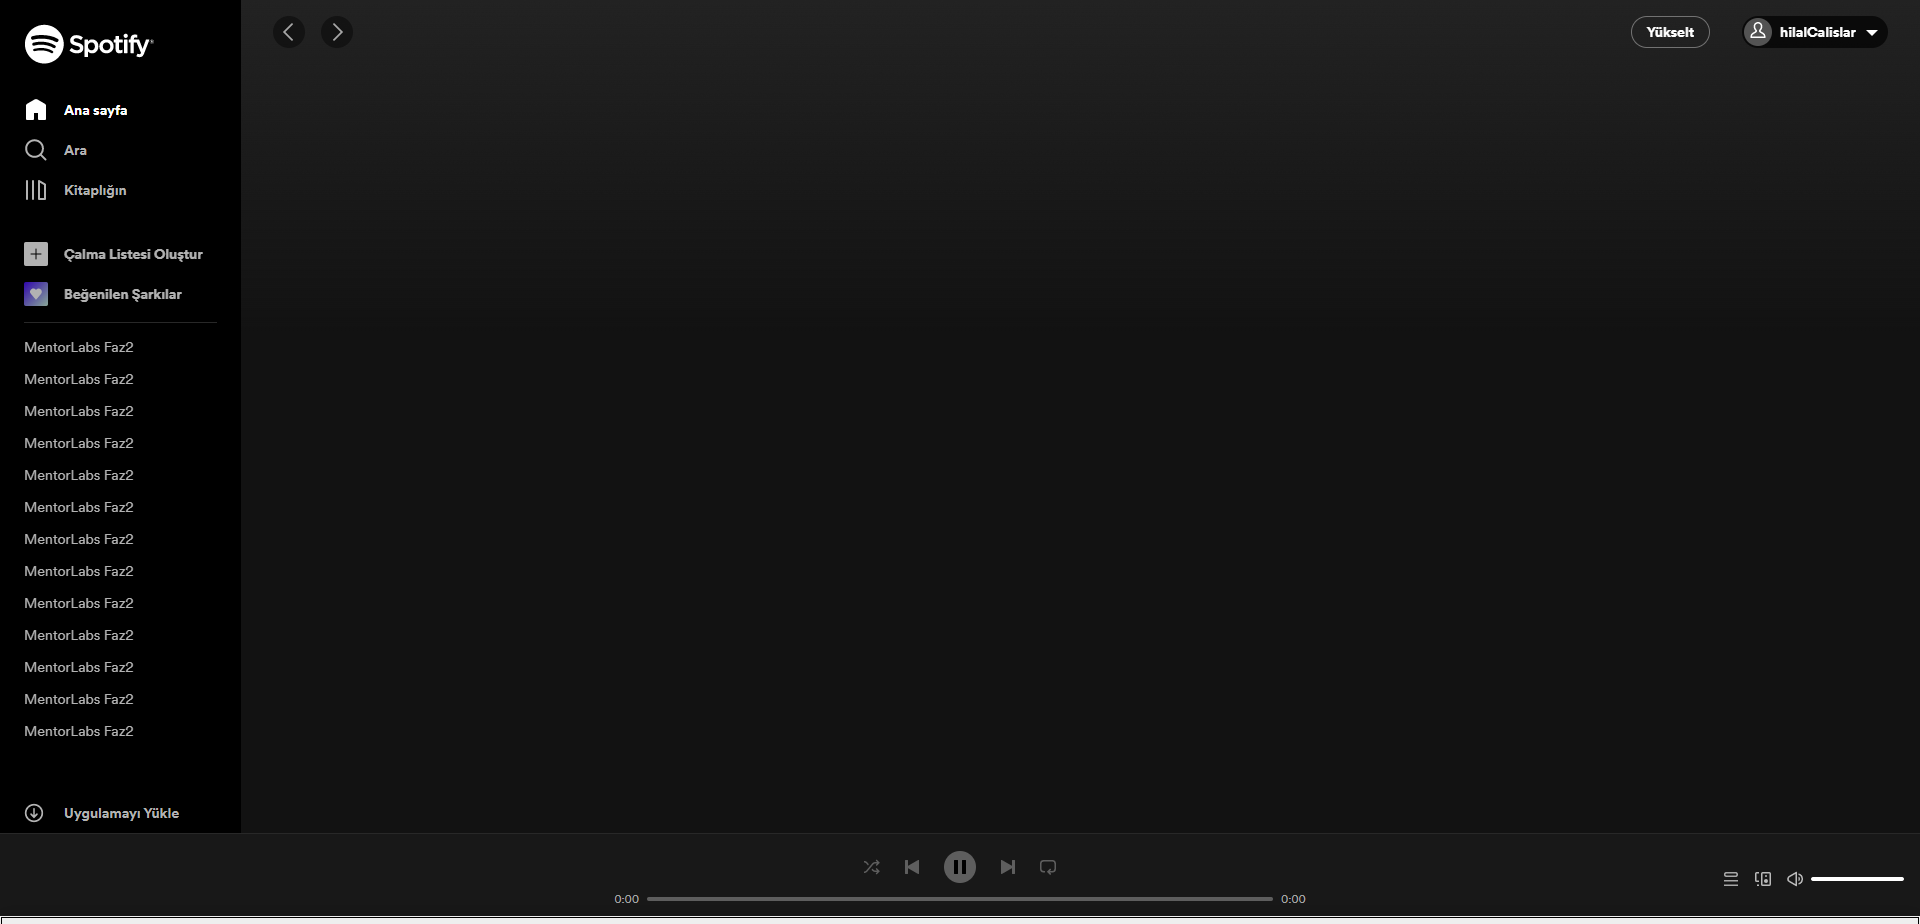 Spotify
Yükselt
hilalCalislar
Ana sayfa
Ara
Kitaplığın
Çalma Listesi Oluştur
Beğenilen Şarkılar
MentorLabs Faz2
MentorLabs Faz2
MentorLabs Faz2
MentorLabs Faz2
MentorLabs Faz2
MentorLabs Faz2
MentorLabs Faz2
MentorLabs Faz2
MentorLabs Faz2
MentorLabs Faz2
MentorLabs Faz2
MentorLabs Faz2
MentorLabs Faz2
Uygulamayı Yükle
0:00
0:00